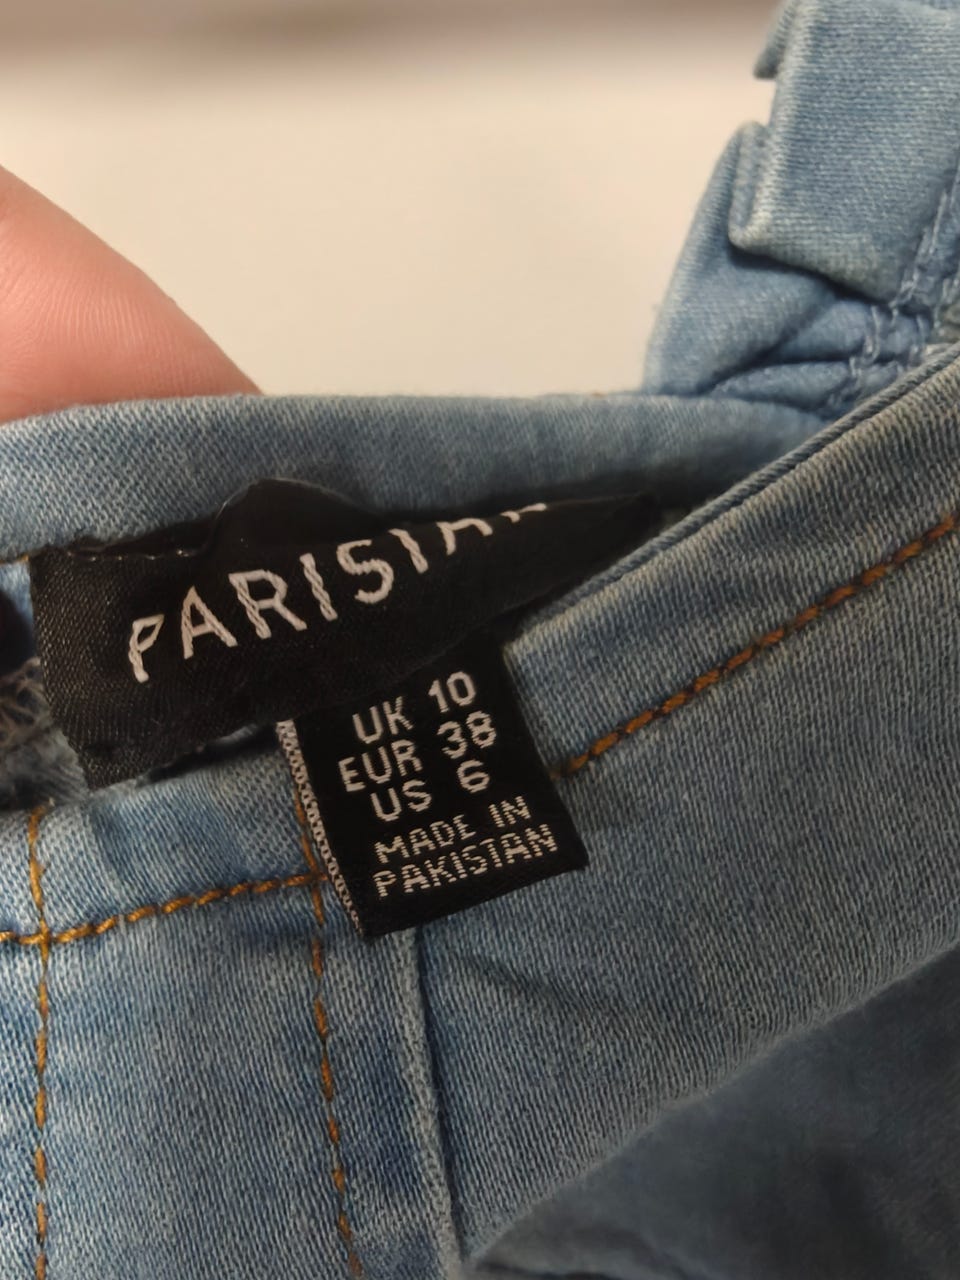 PARISIAN
UK 10
EUR 38
US 6
MADE IN
PAKISTAN